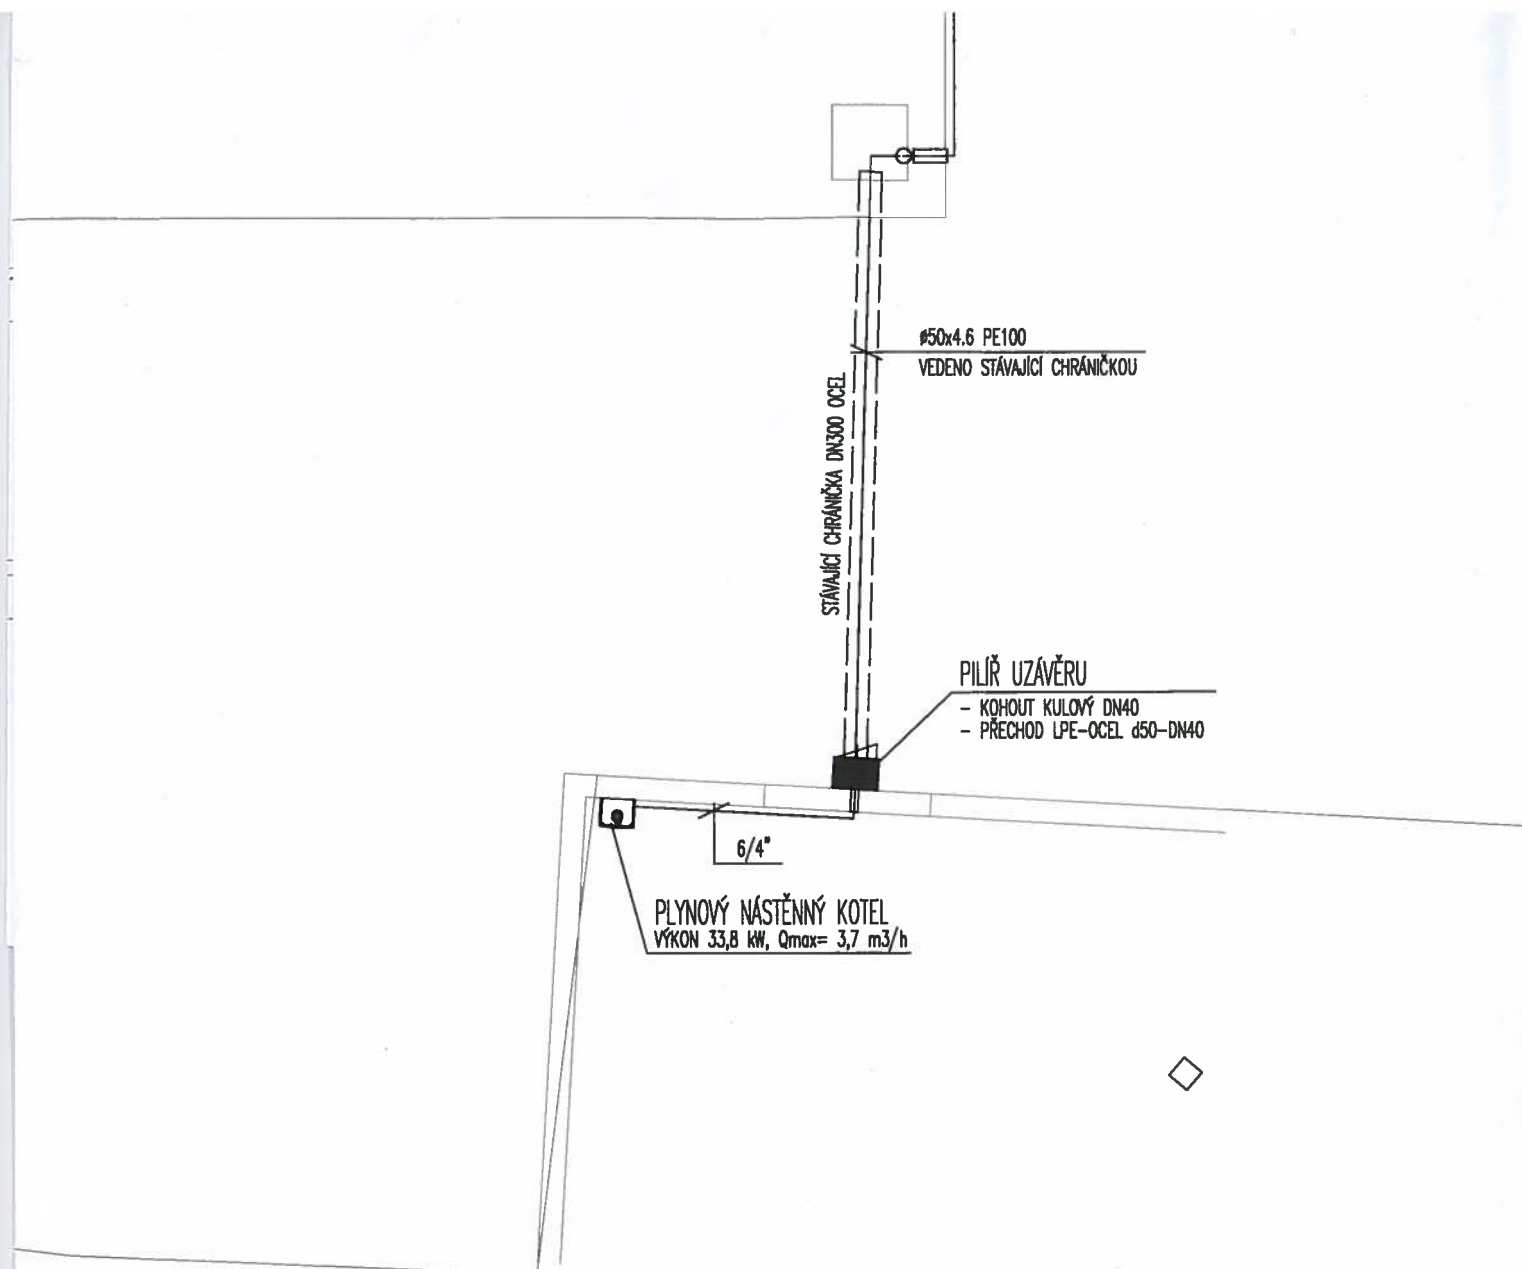 ø50x4.6 PE100
VEDENO STÁVAJÍCÍ CHRÁNIČKOU
STÁVAJÍCÍ CHRÁNIČKA DN300 OCEL
PILÍŘ UZÁVĚRU
- KOHOUT KULOVÝ DN40
- PŘECHOD LPE-OCEL d50-DN40
6/4"
PLYNOVÝ NÁSTĚNNÝ KOTEL
VÝKON 33,8 kW, Qmax= 3,7 m3/h